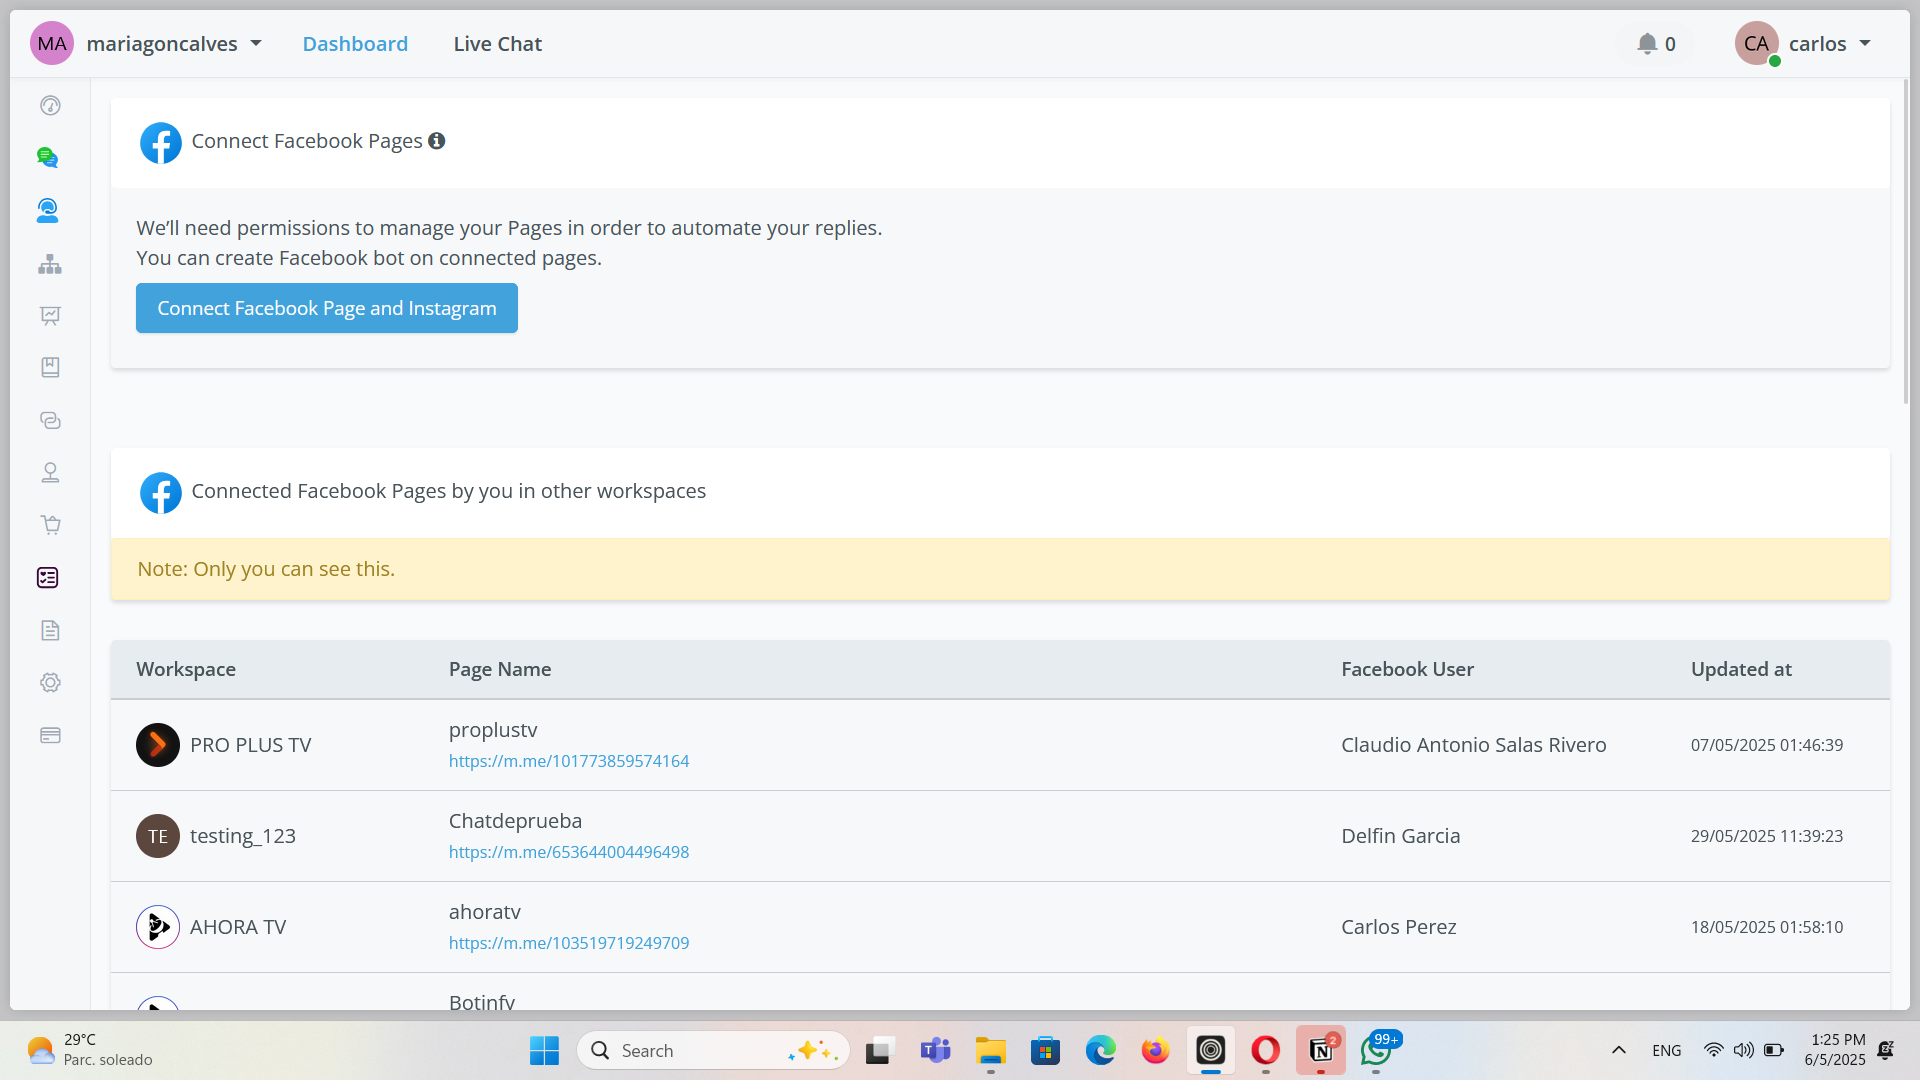 MA mariagoncalves Dashboard Live Chat 0 CA carlos
Connect Facebook Pages
We’ll need permissions to manage your Pages in order to automate your replies.
You can create Facebook bot on connected pages.
Connect Facebook Page and Instagram
Connected Facebook Pages by you in other workspaces
Note: Only you can see this.
Workspace Page Name Facebook User Updated at
PRO PLUS TV proplustv Claudio Antonio Salas Rivero 07/05/2025 01:46:39
https://m.me/101773859574164
TE testing_123 Chatdeprueba Delfin Garcia 29/05/2025 11:39:23
https://m.me/653644004496498
AHORA TV ahoratv Carlos Perez 18/05/2025 01:58:10
https://m.me/103519719249709
Botinfy
29°C
Parc. soleado
Search
2
99+
ENG
1:25 PM
6/5/2025